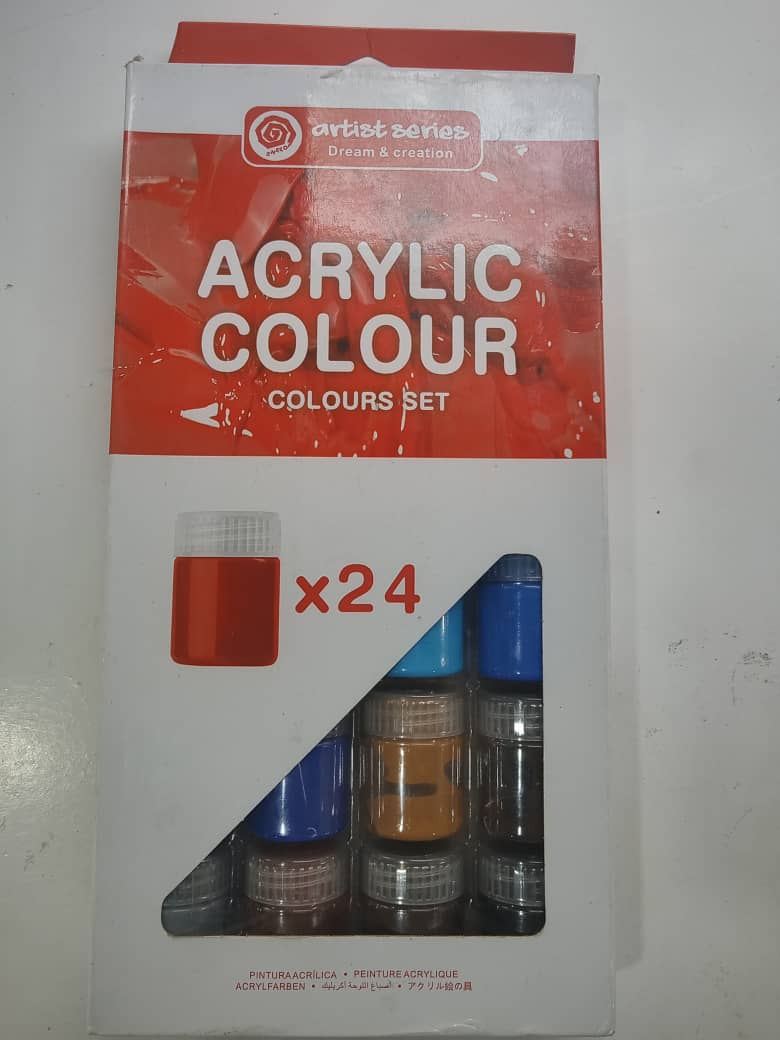 artist series
Dream & creation
ACRYLIC
COLOUR
COLOURS SET
x24
PINTURA ACRÍLICA • PEINTURE ACRYLIQUE
ACRYLFARBEN • الصباغ اللوحة أكريليك • アクリル絵の具